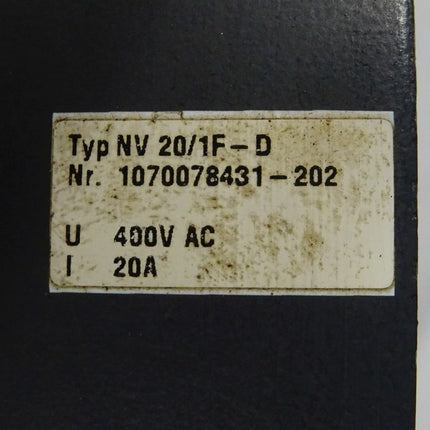 Typ NV 20/1F-D
Nr. 1070078431-202
U 400V AC
I 20A